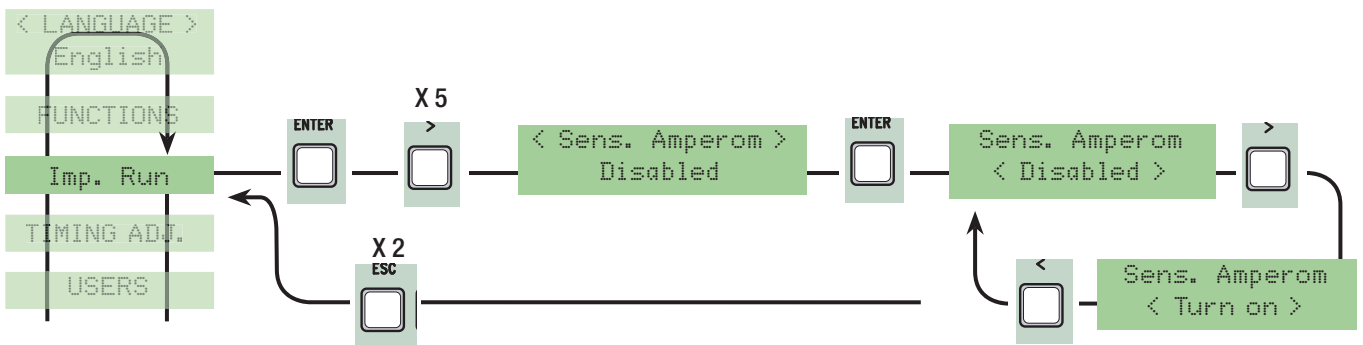 < LANGUAGE >
English
FUNCTIONS
Imp. Run
TIMING ADJ.
USERS
ENTER
X 5
>
< Sens. Amperom >
Disabled
ENTER
Sens. Amperom
< Disabled >
>
Sens. Amperom
< Turn on >
<
X 2
ESC